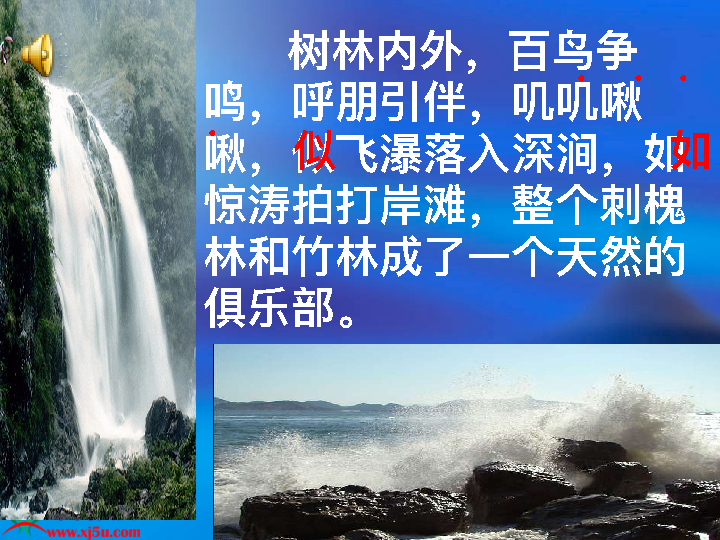 树林内外，百鸟争
鸣，呼朋引伴，叽叽啾
啾，似飞瀑落入深涧，如
惊涛拍打岸滩，整个刺槐
林和竹林成了一个天然的
俱乐部。
www.xj5u.com